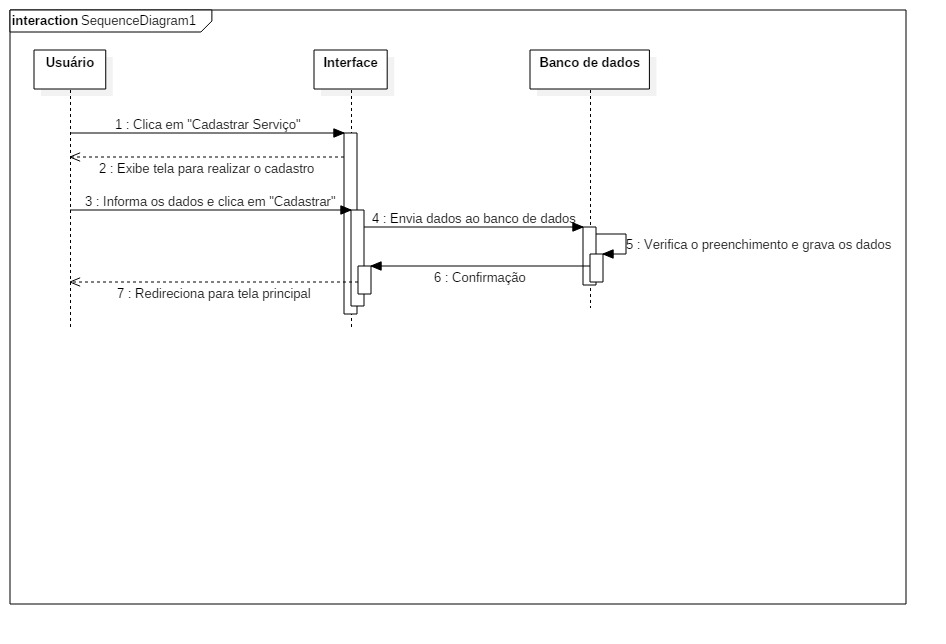 interaction SequenceDiagram1
Usuário
Interface
Banco de dados
1 : Clica em "Cadastrar Serviço"
2 : Exibe tela para realizar o cadastro
3 : Informa os dados e clica em "Cadastrar"
4 : Envia dados ao banco de dados
5 : Verifica o preenchimento e grava os dados
6 : Confirmação
7 : Redireciona para tela principal